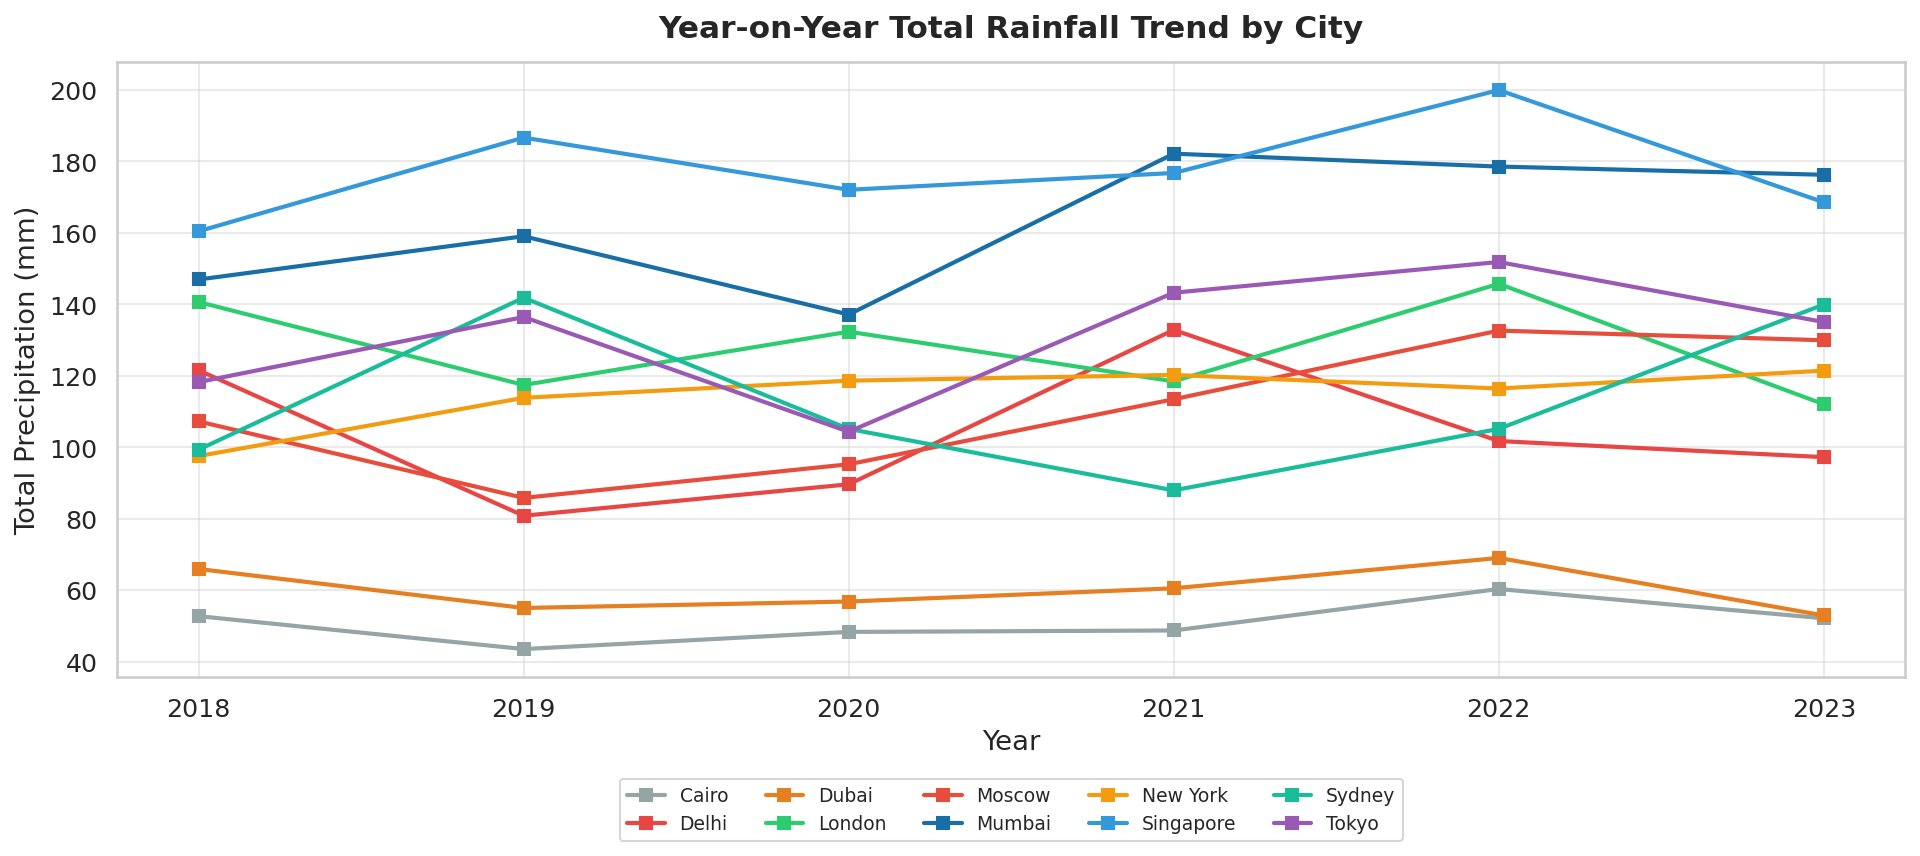 Year-on-Year Total Rainfall Trend by City
Total Precipitation (mm)
200
180
160
140
120
100
80
60
40
2018 2019 2020 2021 2022 2023
Year
Cairo Dubai Moscow New York Sydney
Delhi London Mumbai Singapore Tokyo